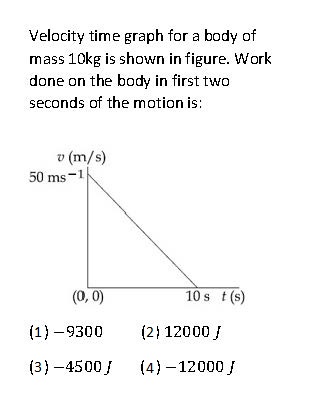 Velocity time graph for a body of
mass 10kg is shown in figure. Work
done on the body in first two
seconds of the motion is:
v (m/s)
50 ms−1
(0, 0) 10 s t (s)
(1) −9300 (2) 12000 J
(3) −4500 J (4) −12000 J